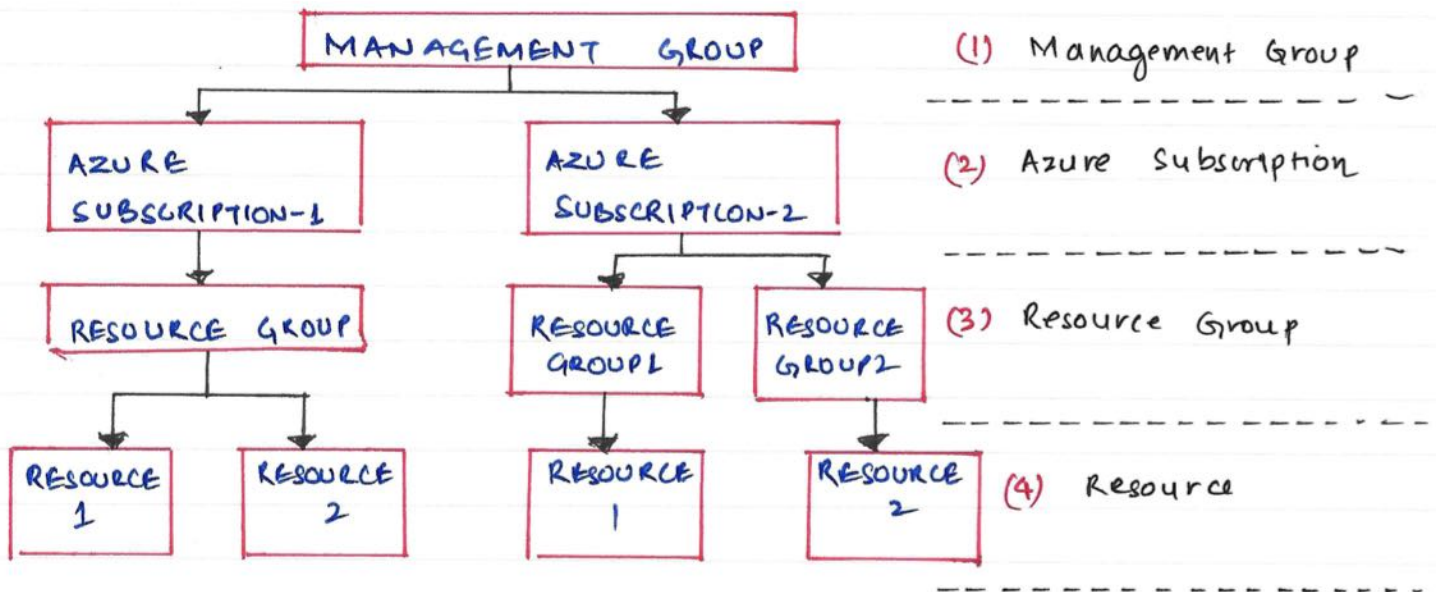 MANAGEMENT GROUP
(1) Management Group
AZURE
SUBSCRIPTION-1
AZURE
SUBSCRIPTION-2
(2) Azure Subscription
RESOURCE GROUP
RESOURCE
GROUP1
RESOURCE
GROUP2
(3) Resource Group
RESOURCE
1
RESOURCE
2
RESOURCE
1
RESOURCE
2
(4) Resource